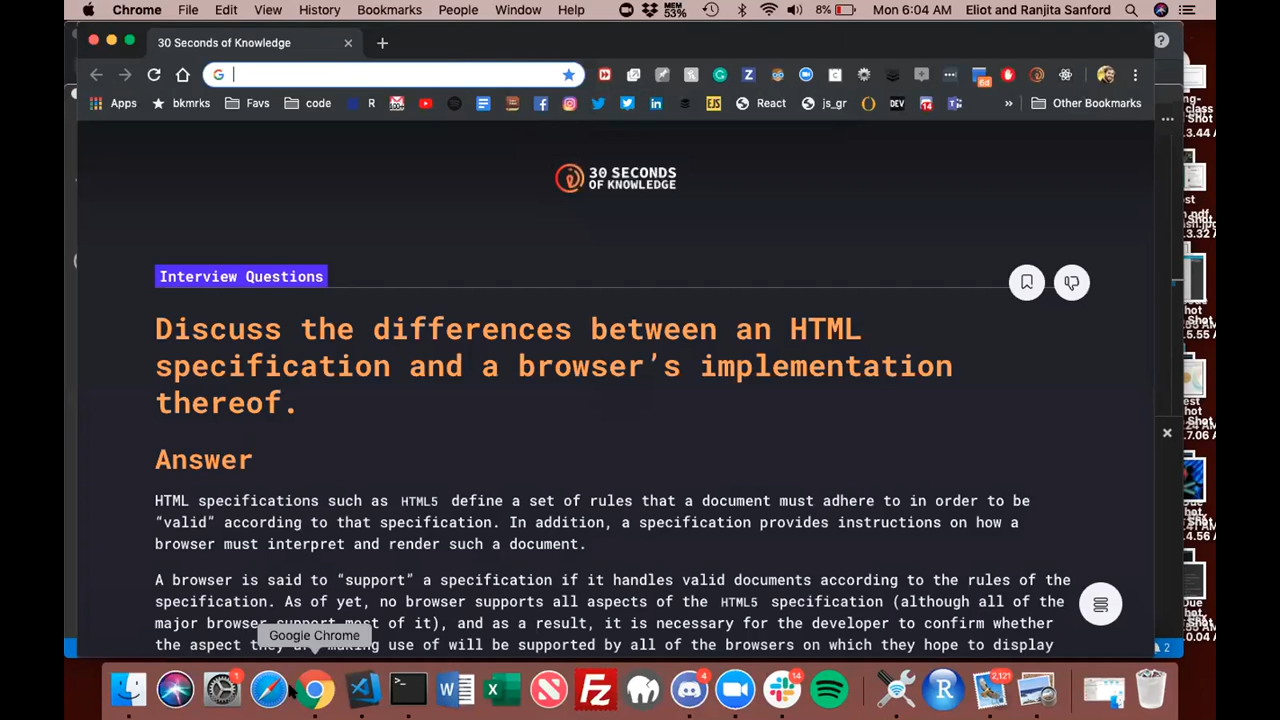 Chrome File Edit View History Bookmarks People Window Help MEM 53% 8% Mon 6:04 AM Eliot and Ranjita Sanford
30 Seconds of Knowledge
Apps bkmrks Favs code R React js_gr DEV Other Bookmarks
30 SECONDS
OF KNOWLEDGE
Interview Questions
Discuss the differences between an HTML
specification and a browser’s implementation
thereof.
Answer
HTML specifications such as HTML5 define a set of rules that a document must adhere to in order to be
“valid” according to that specification. In addition, a specification provides instructions on how a
browser must interpret and render such a document.
A browser is said to “support” a specification if it handles valid documents according to the rules of the
specification. As of yet, no browser supports all aspects of the HTML5 specification (although all of the
major browser support most of it), and as a result, it is necessary for the developer to confirm whether
the aspect they are making use of will be supported by all of the browsers on which they hope to display
Google Chrome